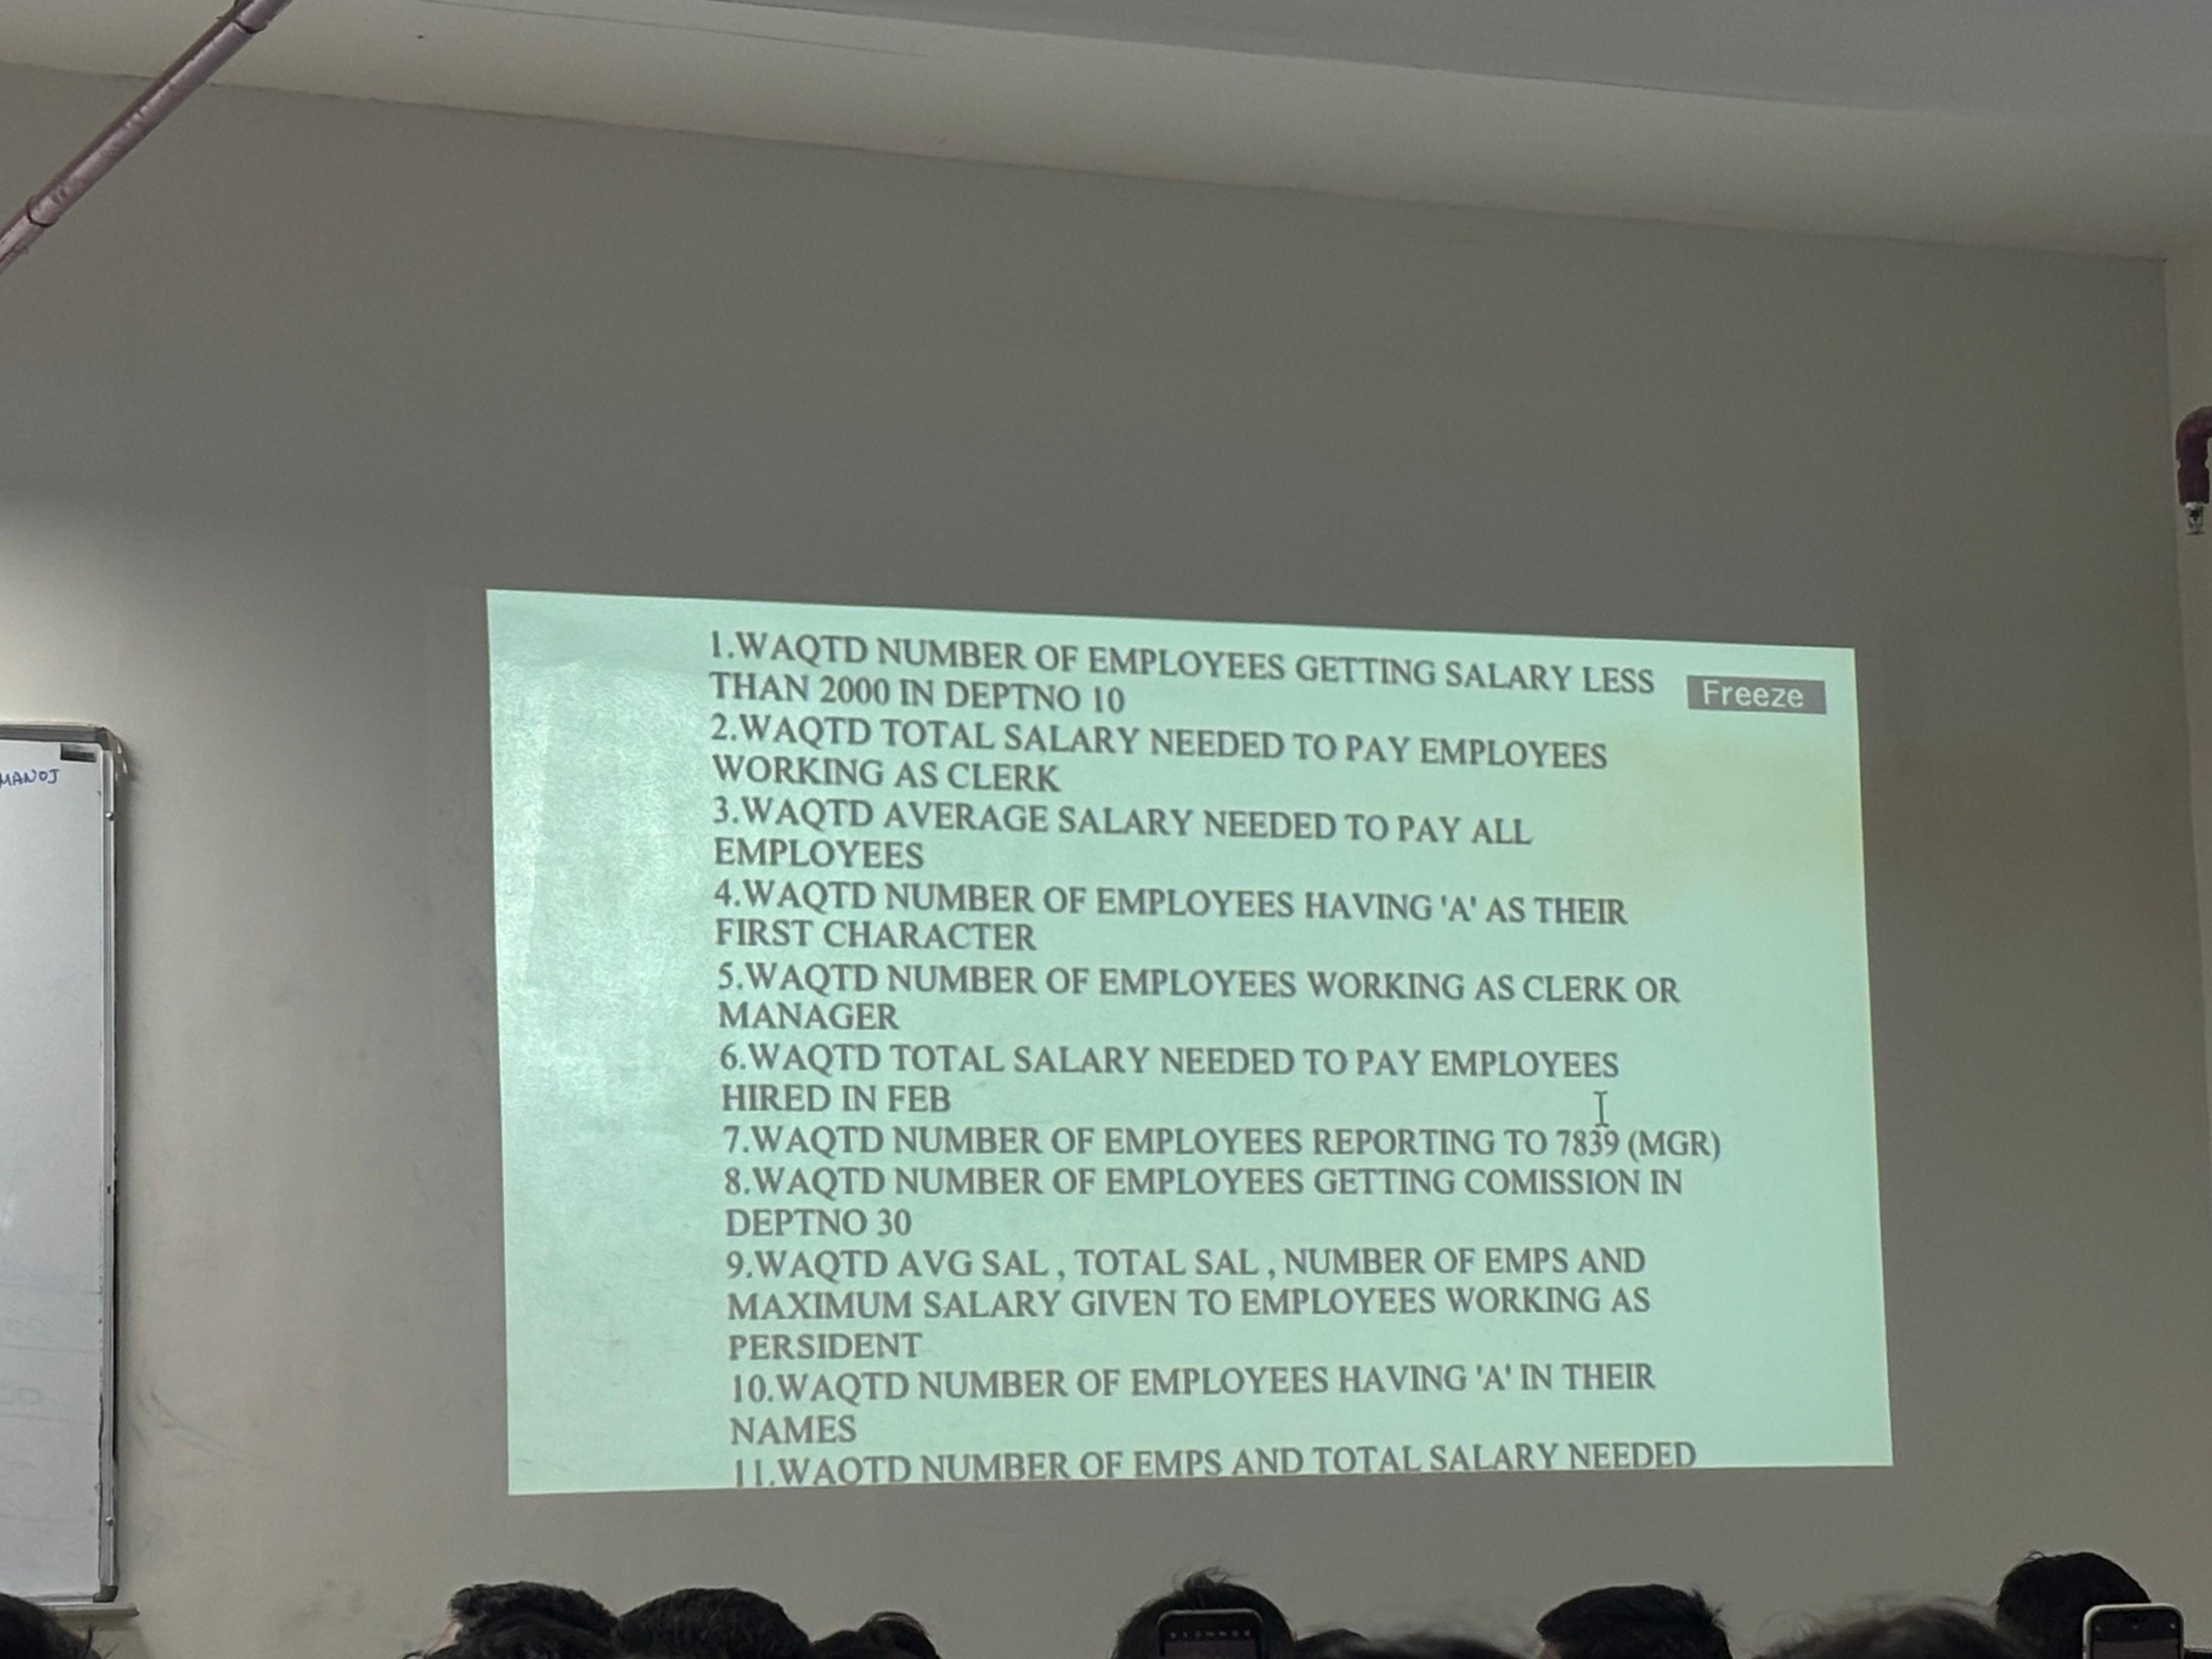 MANOJ
1.WAQTD NUMBER OF EMPLOYEES GETTING SALARY LESS
THAN 2000 IN DEPTNO 10
Freeze
2.WAQTD TOTAL SALARY NEEDED TO PAY EMPLOYEES
WORKING AS CLERK
3.WAQTD AVERAGE SALARY NEEDED TO PAY ALL
EMPLOYEES
4.WAQTD NUMBER OF EMPLOYEES HAVING 'A' AS THEIR
FIRST CHARACTER
5.WAQTD NUMBER OF EMPLOYEES WORKING AS CLERK OR
MANAGER
6.WAQTD TOTAL SALARY NEEDED TO PAY EMPLOYEES
HIRED IN FEB
7.WAQTD NUMBER OF EMPLOYEES REPORTING TO 7839 (MGR)
8.WAQTD NUMBER OF EMPLOYEES GETTING COMISSION IN
DEPTNO 30
9.WAQTD AVG SAL , TOTAL SAL , NUMBER OF EMPS AND
MAXIMUM SALARY GIVEN TO EMPLOYEES WORKING AS
PERSIDENT
10.WAQTD NUMBER OF EMPLOYEES HAVING 'A' IN THEIR
NAMES
11.WAQTD NUMBER OF EMPS AND TOTAL SALARY NEEDED